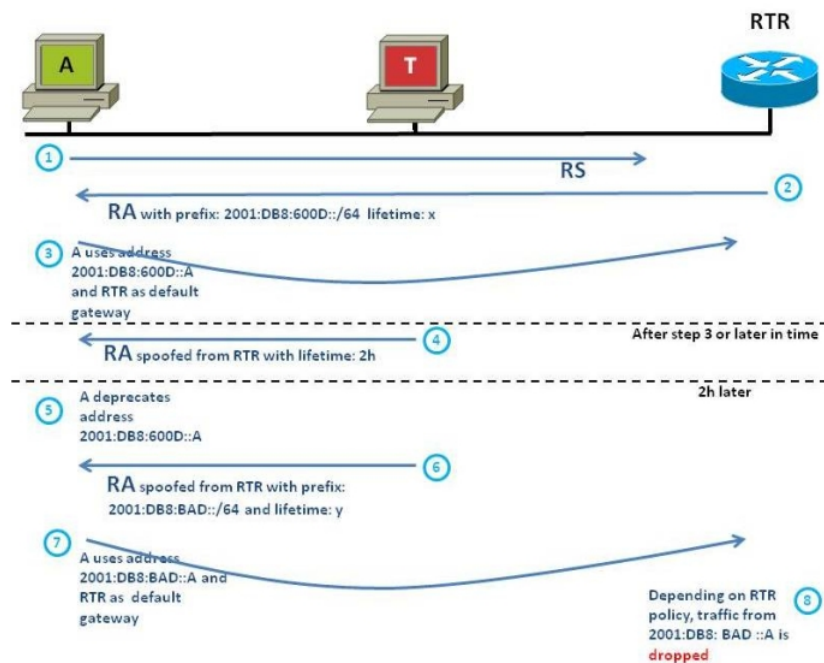 RTR
A
T
1
RS
2
RA with prefix: 2001:DB8:600D::/64 lifetime: x
3
A uses address
2001:DB8:600D::A
and RTR as default
gateway
After step 3 or later in time
4
RA spoofed from RTR with lifetime: 2h
2h later
5
A deprecates
address
2001:DB8:600D::A
6
RA spoofed from RTR with prefix:
2001:DB8:BAD::/64 and lifetime: y
7
A uses address
2001:DB8:BAD::A and
RTR as default
gateway
Depending on RTR
policy, traffic from
2001:DB8: BAD ::A is
dropped
8